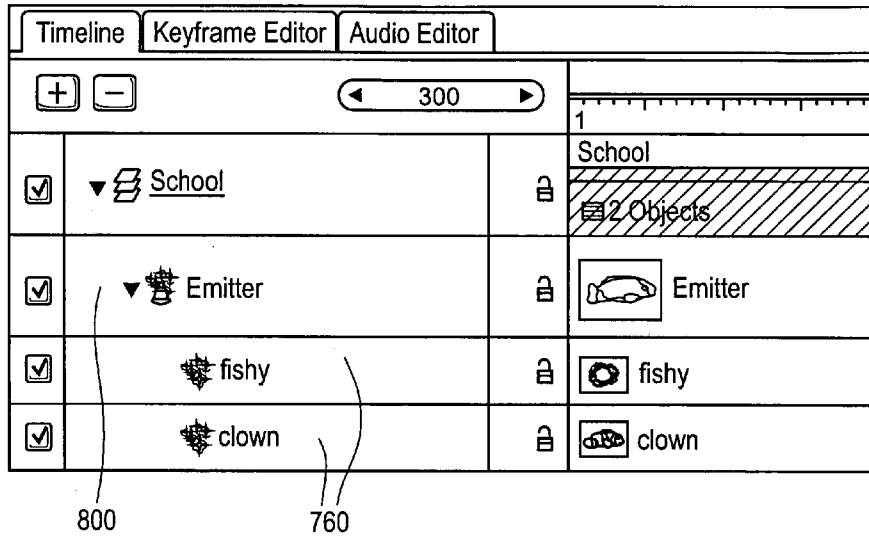 Timeline Keyframe Editor Audio Editor
+ − 300
1
School School
2 Objects
Emitter Emitter
fishy fishy
clown clown
800 760